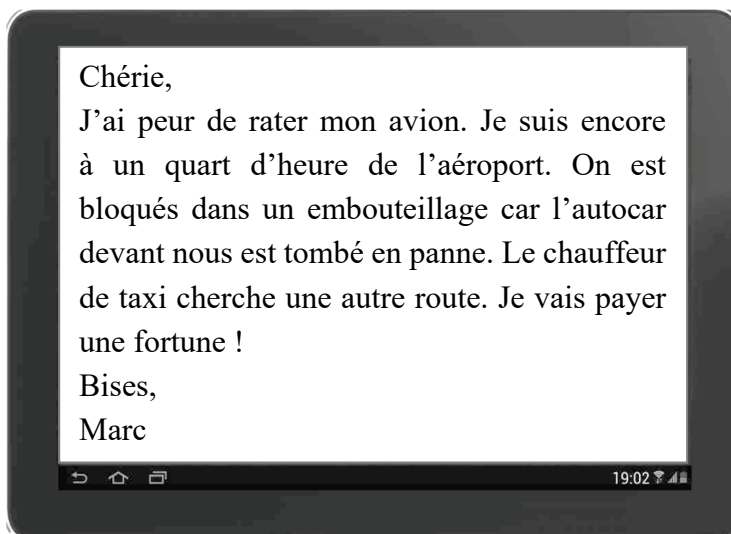 Chérie,
J’ai peur de rater mon avion. Je suis encore
à un quart d’heure de l’aéroport. On est
bloqués dans un embouteillage car l’autocar
devant nous est tombé en panne. Le chauffeur
de taxi cherche une autre route. Je vais payer
une fortune !
Bises,
Marc
19:02